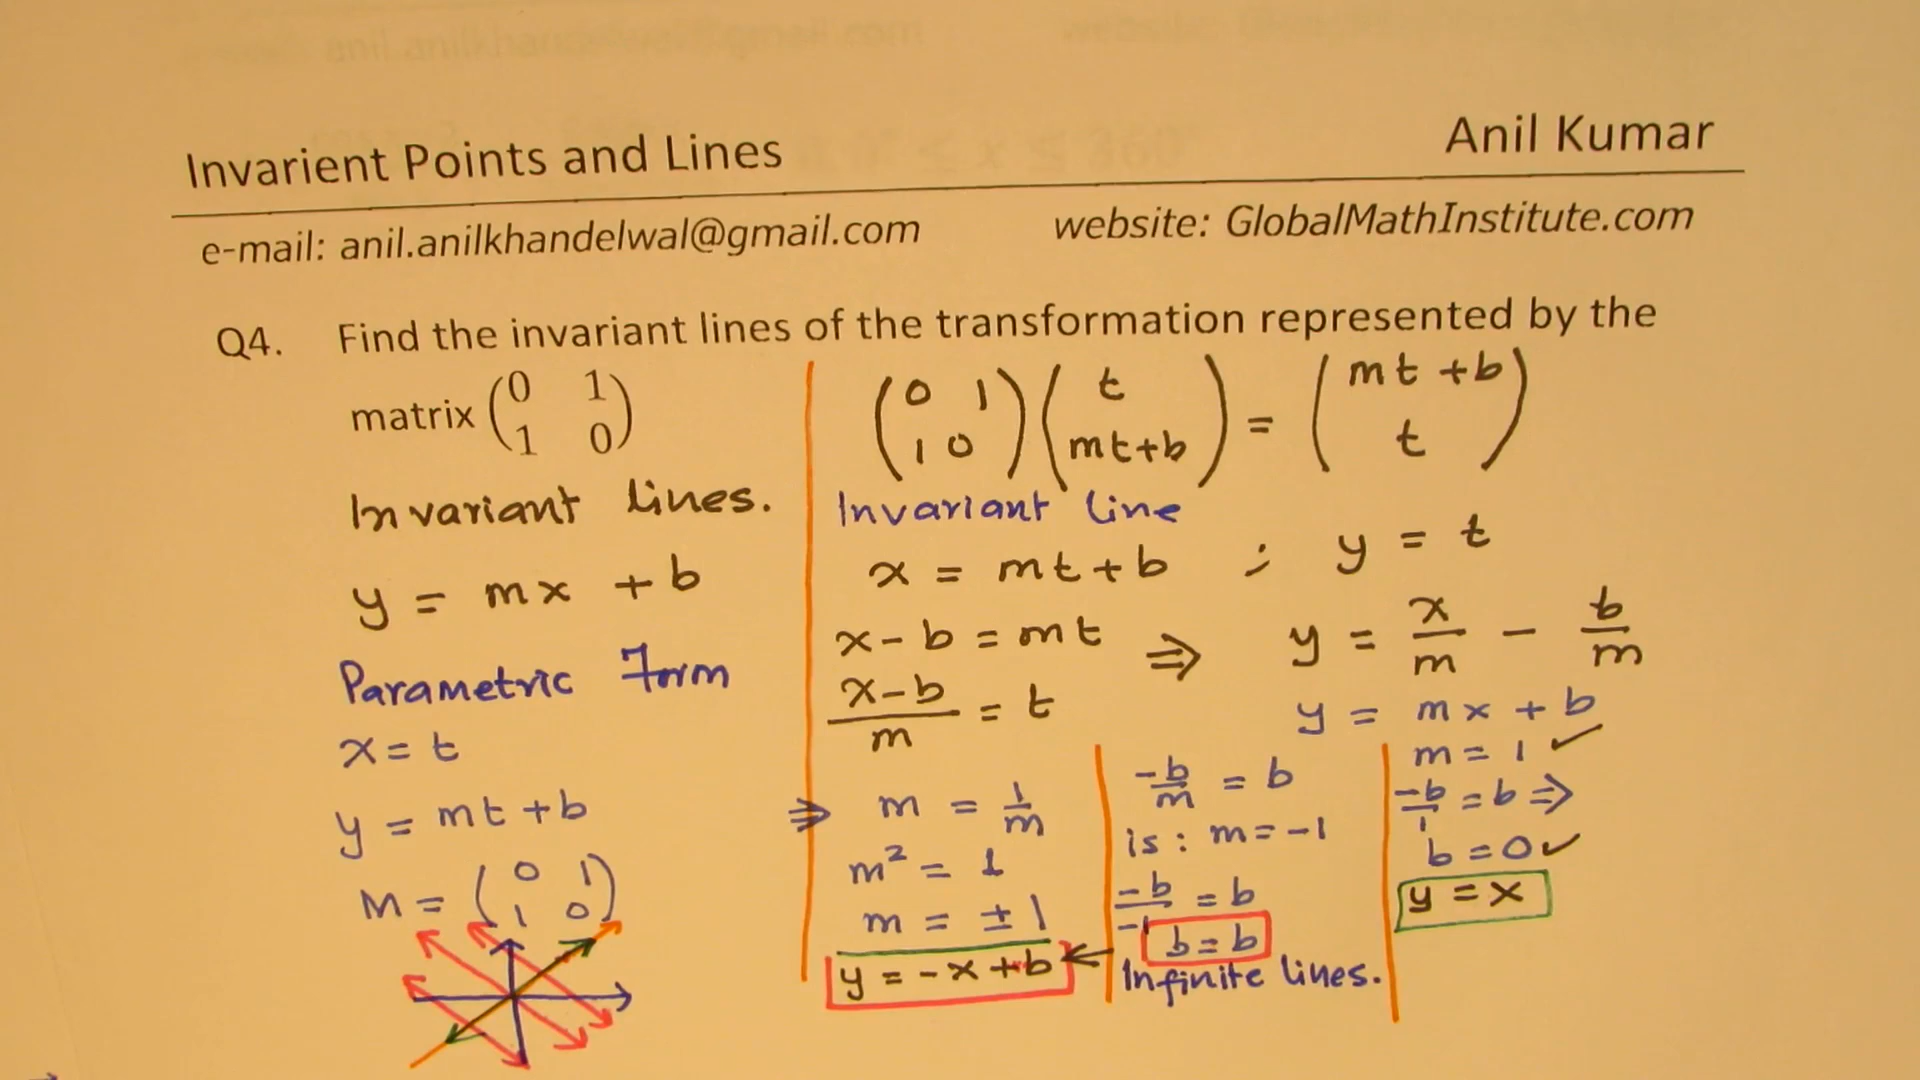 Invarient Points and Lines
Anil Kumar
e-mail: anil.anilkhandelwal@gmail.com
website: GlobalMathInstitute.com
Q4. Find the invariant lines of the transformation represented by the
matrix (0 1
1 0)
Invariant lines.
y = mx + b
Parametric Form
x = t
y = mt + b
M = (0 1
1 0)
(0 1
1 0) (t
mt+b) = (mt + b
t)
Invariant line
x = mt + b ; y = t
x - b = mt ⇒ y = x/m - b/m
(x - b)/m = t
y = mx + b
⇒ m = 1/m
m² = 1
m = ± 1
y = -x + b
-b/m = b
is : m = -1
-b/-1 = b
b = b
Infinite lines.
m = 1 ✓
-b/1 = b ⇒
b = 0 ✓
y = x